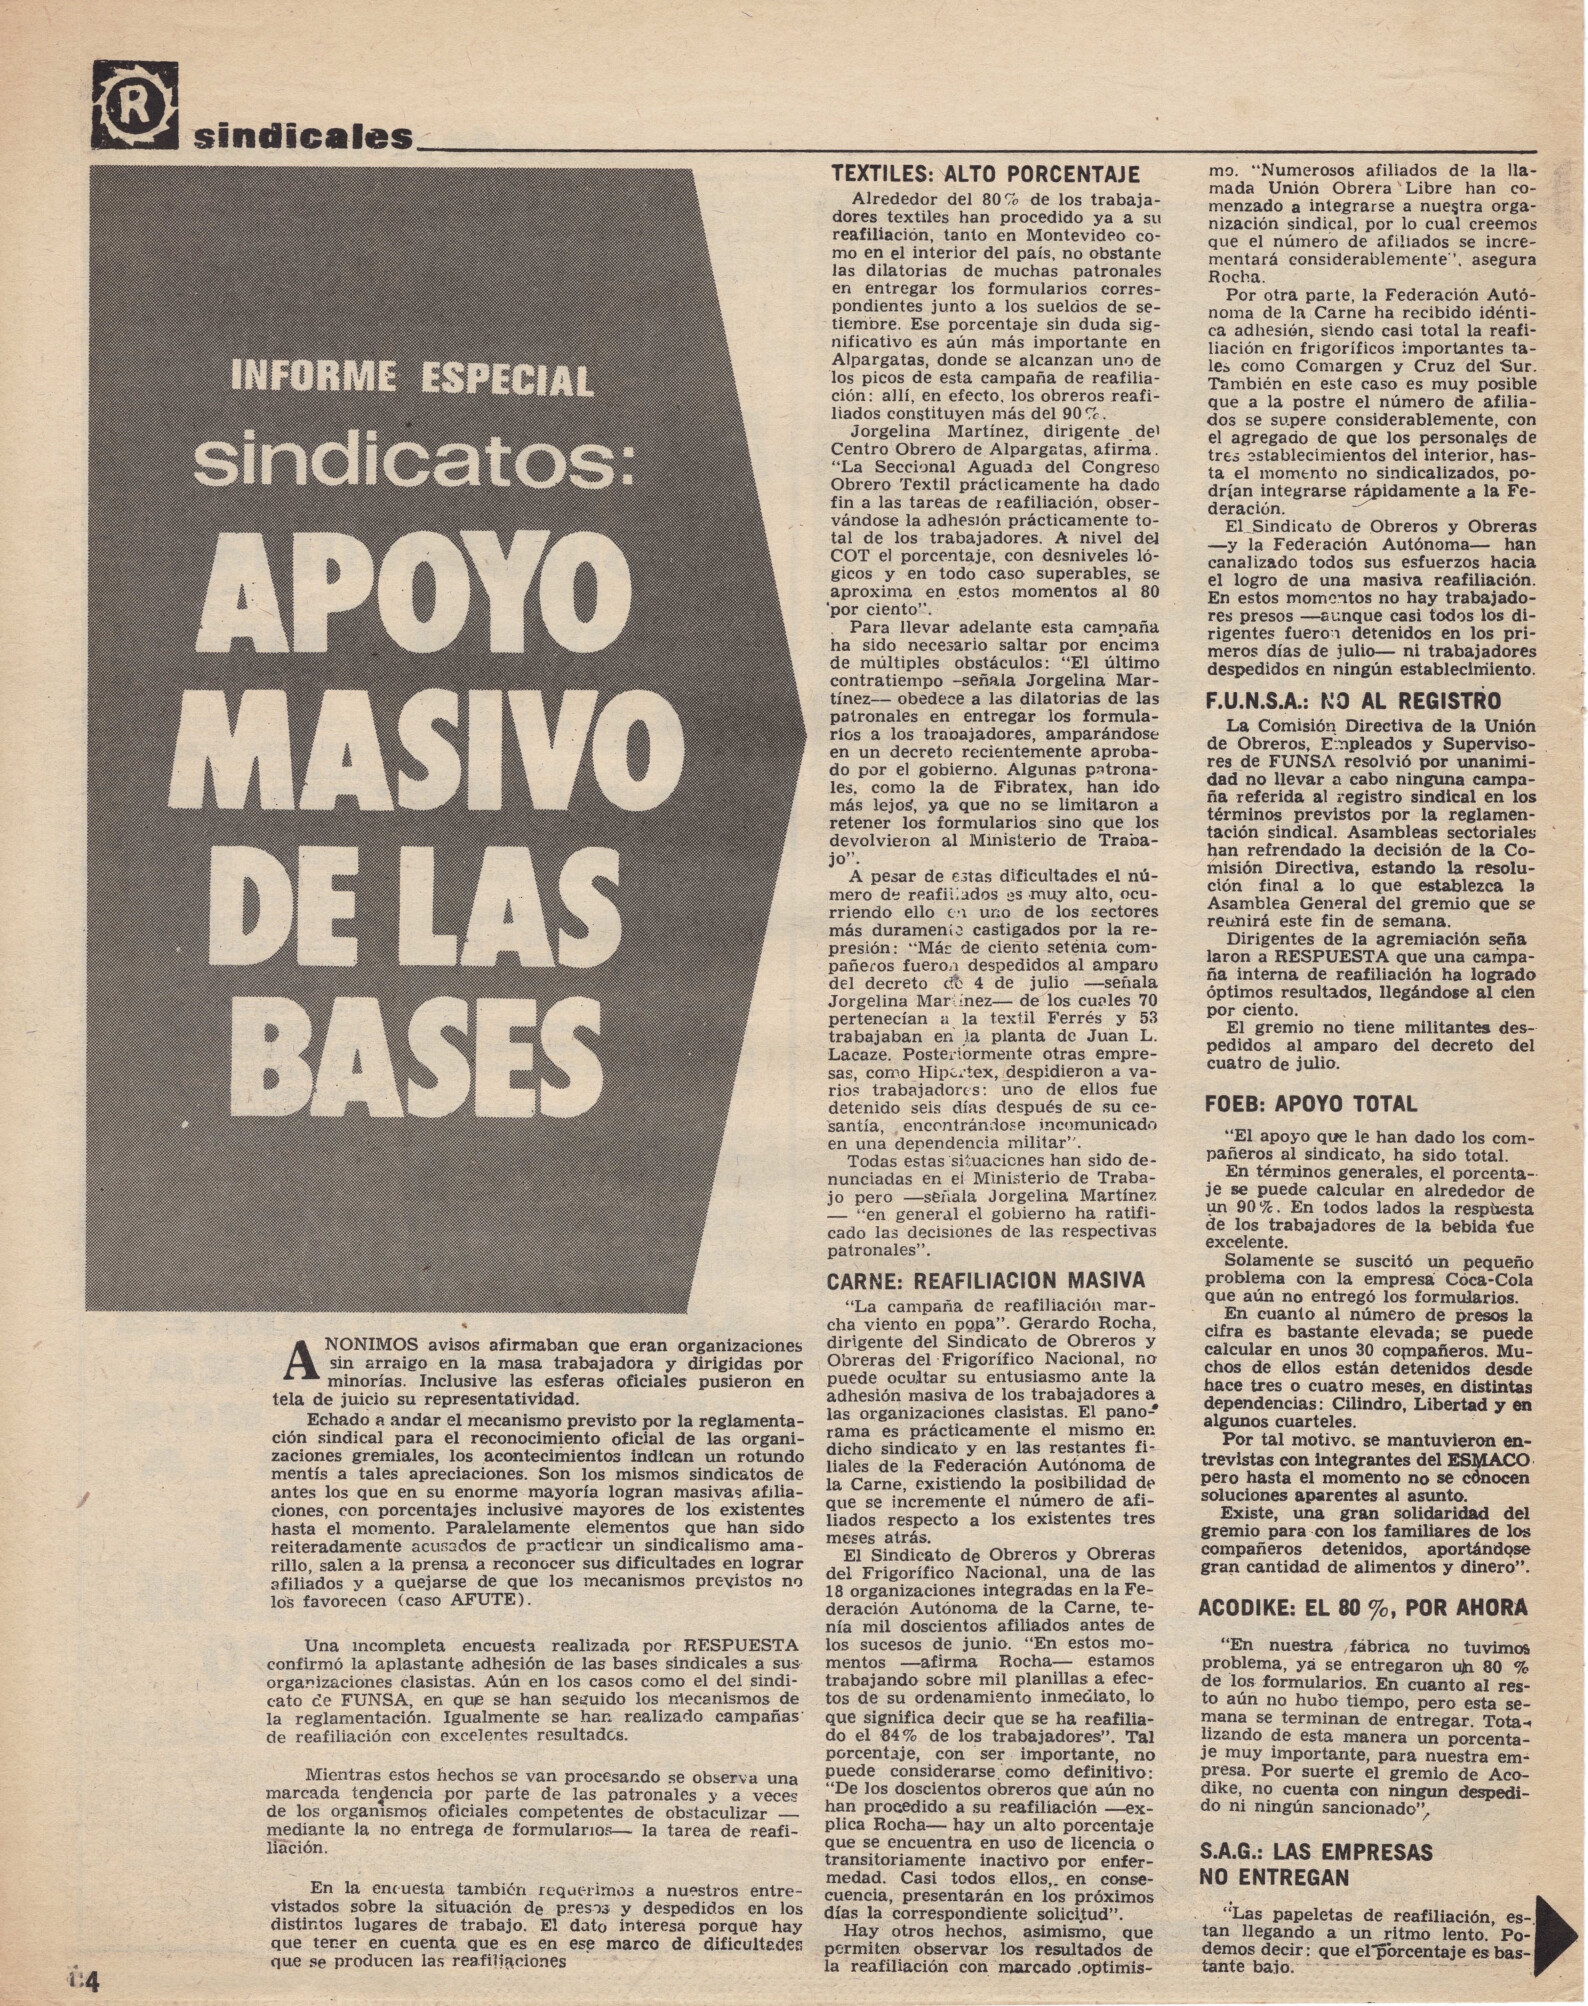 R
sindicales
INFORME ESPECIAL
sindicatos:
APOYO
MASIVO
DE LAS
BASES
ANONIMOS avisos afirmaban que eran organizaciones
sin arraigo en la masa trabajadora y dirigidas por
minorías. Inclusive las esferas oficiales pusieron en
tela de juicio su representatividad.
Echado a andar el mecanismo previsto por la reglamenta-
ción sindical para el reconocimiento oficial de las organi-
zaciones gremiales, los acontecimientos indican un rotundo
mentís a tales apreciaciones. Son los mismos sindicatos de
antes los que en su enorme mayoría logran masivas afilia-
ciones, con porcentajes inclusive mayores de los existentes
hasta el momento. Paralelamente elementos que han sido
reiteradamente acusados de practicar un sindicalismo ama-
rillo, salen a la prensa a reconocer sus dificultades en lograr
afiliados y a quejarse de que los mecanismos previstos no
los favorecen (caso AFUTE).
Una incompleta encuesta realizada por RESPUESTA
confirmó la aplastante adhesión de las bases sindicales a sus
organizaciones clasistas. Aún en los casos como el del sindi-
cato de FUNSA, en que se han seguido los mecanismos de
la reglamentación. Igualmente se han realizado campañas
de reafiliación con excelentes resultados.
Mientras estos hechos se van procesando se observa una
marcada tendencia por parte de las patronales y a veces
de los organismos oficiales competentes de obstaculizar —
mediante la no entrega de formularios— la tarea de reafi-
liación.
En la encuesta también requerimos a nuestros entre-
vistados sobre la situación de presos y despedidos en los
distintos lugares de trabajo. El dato interesa porque hay
que tener en cuenta que es en ese marco de dificultades
que se producen las reafiliaciones
TEXTILES: ALTO PORCENTAJE
Alrededor del 80% de los trabaja-
dores textiles han procedido ya a su
reafiliación, tanto en Montevideo co-
mo en el interior del país, no obstante
las dilatorias de muchas patronales
en entregar los formularios corres-
pondientes junto a los sueldos de se-
tiembre. Ese porcentaje sin duda sig-
nificativo es aún más importante en
Alpargatas, donde se alcanzan uno de
los picos de esta campaña de reafilia-
ción: allí, en efecto, los obreros reafi-
liados constituyen más del 90%.
Jorgelina Martínez, dirigente del
Centro Obrero de Alpargatas, afirma.
"La Seccional Aguada del Congreso
Obrero Textil prácticamente ha dado
fin a las tareas de reafiliación, obser-
vándose la adhesión prácticamente to-
tal de los trabajadores. A nivel del
COT el porcentaje, con desniveles ló-
gicos y en todo caso superables, se
aproxima en estos momentos al 80
por ciento".
Para llevar adelante esta campaña
ha sido necesario saltar por encima
de múltiples obstáculos: "El último
contratiempo —señala Jorgelina Mar-
tínez— obedece a las dilatorias de las
patronales en entregar los formula-
rios a los trabajadores, amparándose
en un decreto recientemente aproba-
do por el gobierno. Algunas patrona-
les, como la de Fibratex, han ido
más lejos, ya que no se limitaron a
retener los formularios sino que los
devolvieron al Ministerio de Traba-
jo".
A pesar de estas dificultades el nú-
mero de reafiliados es muy alto, ocu-
rriendo ello en uno de los sectores
más duramente castigados por la re-
presión: "Más de ciento setenta com-
pañeros fueron despedidos al amparo
del decreto de 4 de julio —señala
Jorgelina Martínez— de los cuales 70
pertenecían a la textil Ferrés y 53
trabajaban en la planta de Juan L.
Lacaze. Posteriormente otras empre-
sas, como Hipertex, despidieron a va-
rios trabajadores: uno de ellos fue
detenido seis días después de su ce-
santía, encontrándose incomunicado
en una dependencia militar".
Todas estas situaciones han sido de-
nunciadas en el Ministerio de Traba-
jo pero —señala Jorgelina Martínez
— "en general el gobierno ha ratifi-
cado las decisiones de las respectivas
patronales".
CARNE: REAFILIACION MASIVA
"La campaña de reafiliación mar-
cha viento en popa". Gerardo Rocha,
dirigente del Sindicato de Obreros y
Obreras del Frigorífico Nacional, no
puede ocultar su entusiasmo ante la
adhesión masiva de los trabajadores a
las organizaciones clasistas. El pano-
rama es prácticamente el mismo en
dicho sindicato y en las restantes fi-
liales de la Federación Autónoma de
la Carne, existiendo la posibilidad de
que se incremente el número de afi-
liados respecto a los existentes tres
meses atrás.
El Sindicato de Obreros y Obreras
del Frigorífico Nacional, una de las
18 organizaciones integradas en la Fe-
deración Autónoma de la Carne, te-
nía mil doscientos afiliados antes de
los sucesos de junio. "En estos mo-
mentos —afirma Rocha— estamos
trabajando sobre mil planillas a efec-
tos de su ordenamiento inmediato, lo
que significa decir que se ha reafilia-
do el 84% de los trabajadores". Tal
porcentaje, con ser importante, no
puede considerarse como definitivo:
"De los doscientos obreros que aún no
han procedido a su reafiliación —ex-
plica Rocha— hay un alto porcentaje
que se encuentra en uso de licencia o
transitoriamente inactivo por enfer-
medad. Casi todos ellos, en conse-
cuencia, presentarán en los próximos
días la correspondiente solicitud".
Hay otros hechos, asimismo, que
permiten observar los resultados de
la reafiliación con marcado optimis-
mo. "Numerosos afiliados de la lla-
mada Unión Obrera Libre han co-
menzado a integrarse a nuestra orga-
nización sindical, por lo cual creemos
que el número de afiliados se incre-
mentará considerablemente", asegura
Rocha.
Por otra parte, la Federación Autó-
noma de la Carne ha recibido idénti-
ca adhesión, siendo casi total la reafi-
liación en frigoríficos importantes ta-
les como Comargen y Cruz del Sur.
También en este caso es muy posible
que a la postre el número de afilia-
dos se supere considerablemente, con
el agregado de que los personales de
tres establecimientos del interior, has-
ta el momento no sindicalizados, po-
drían integrarse rápidamente a la Fe-
deración.
El Sindicato de Obreros y Obreras
—y la Federación Autónoma— han
canalizado todos sus esfuerzos hacia
el logro de una masiva reafiliación.
En estos momentos no hay trabajado-
res presos —aunque casi todos los di-
rigentes fueron detenidos en los pri-
meros días de julio— ni trabajadores
despedidos en ningún establecimiento.
F.U.N.S.A.: NO AL REGISTRO
La Comisión Directiva de la Unión
de Obreros, Empleados y Superviso-
res de FUNSA resolvió por unanimi-
dad no llevar a cabo ninguna campa-
ña referida al registro sindical en los
términos previstos por la reglamen-
tación sindical. Asambleas sectoriales
han refrendado la decisión de la Co-
misión Directiva, estando la resolu-
ción final a lo que establezca la
Asamblea General del gremio que se
reunirá este fin de semana.
Dirigentes de la agremiación seña
laron a RESPUESTA que una campa-
ña interna de reafiliación ha logrado
óptimos resultados, llegándose al cien
por ciento.
El gremio no tiene militantes des-
pedidos al amparo del decreto del
cuatro de julio.
FOEB: APOYO TOTAL
"El apoyo que le han dado los com-
pañeros al sindicato, ha sido total.
En términos generales, el porcenta-
je se puede calcular en alrededor de
un 90%. En todos lados la respuesta
de los trabajadores de la bebida fue
excelente.
Solamente se suscitó un pequeño
problema con la empresa Coca-Cola
que aún no entregó los formularios.
En cuanto al número de presos la
cifra es bastante elevada; se puede
calcular en unos 30 compañeros. Mu-
chos de ellos están detenidos desde
hace tres o cuatro meses, en distintas
dependencias: Cilindro, Libertad y en
algunos cuarteles.
Por tal motivo. se mantuvieron en-
trevistas con integrantes del ESMACO
pero hasta el momento no se conocen
soluciones aparentes al asunto.
Existe, una gran solidaridad del
gremio para con los familiares de los
compañeros detenidos, aportándose
gran cantidad de alimentos y dinero".
ACODIKE: EL 80 %, POR AHORA
"En nuestra fábrica no tuvimos
problema, ya se entregaron un 80 %
de los formularios. En cuanto al res-
to aún no hubo tiempo, pero esta se-
mana se terminan de entregar. Tota-
lizando de esta manera un porcenta-
je muy importante, para nuestra em-
presa. Por suerte el gremio de Aco-
dike, no cuenta con ningun despedi-
do ni ningún sancionado",
S.A.G.: LAS EMPRESAS
NO ENTREGAN
"Las papeletas de reafiliación, es-
tan llegando a un ritmo lento. Po-
demos decir: que el porcentaje es bas-
tante bajo.